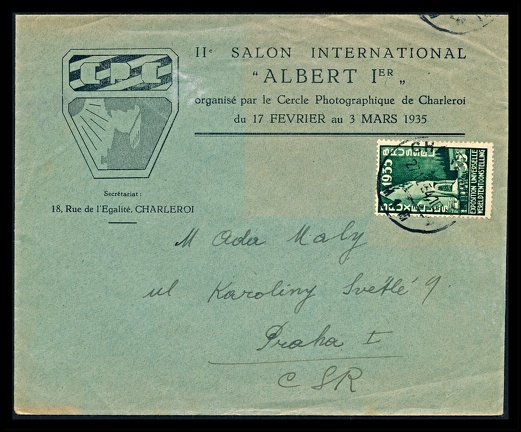 CPC
IIe SALON INTERNATIONAL
"ALBERT IER„
organisé par le Cercle Photographique de Charleroi
du 17 FEVRIER au 3 MARS 1935
Secrétariat :
18, Rue de l'Egalité, CHARLEROI
1935
EXPOSITION UNIVERSELLE
WERELDTENTOONSTELLING
M Ada Maly
ul Karoliny Světlé 9.
Praha I
CSR